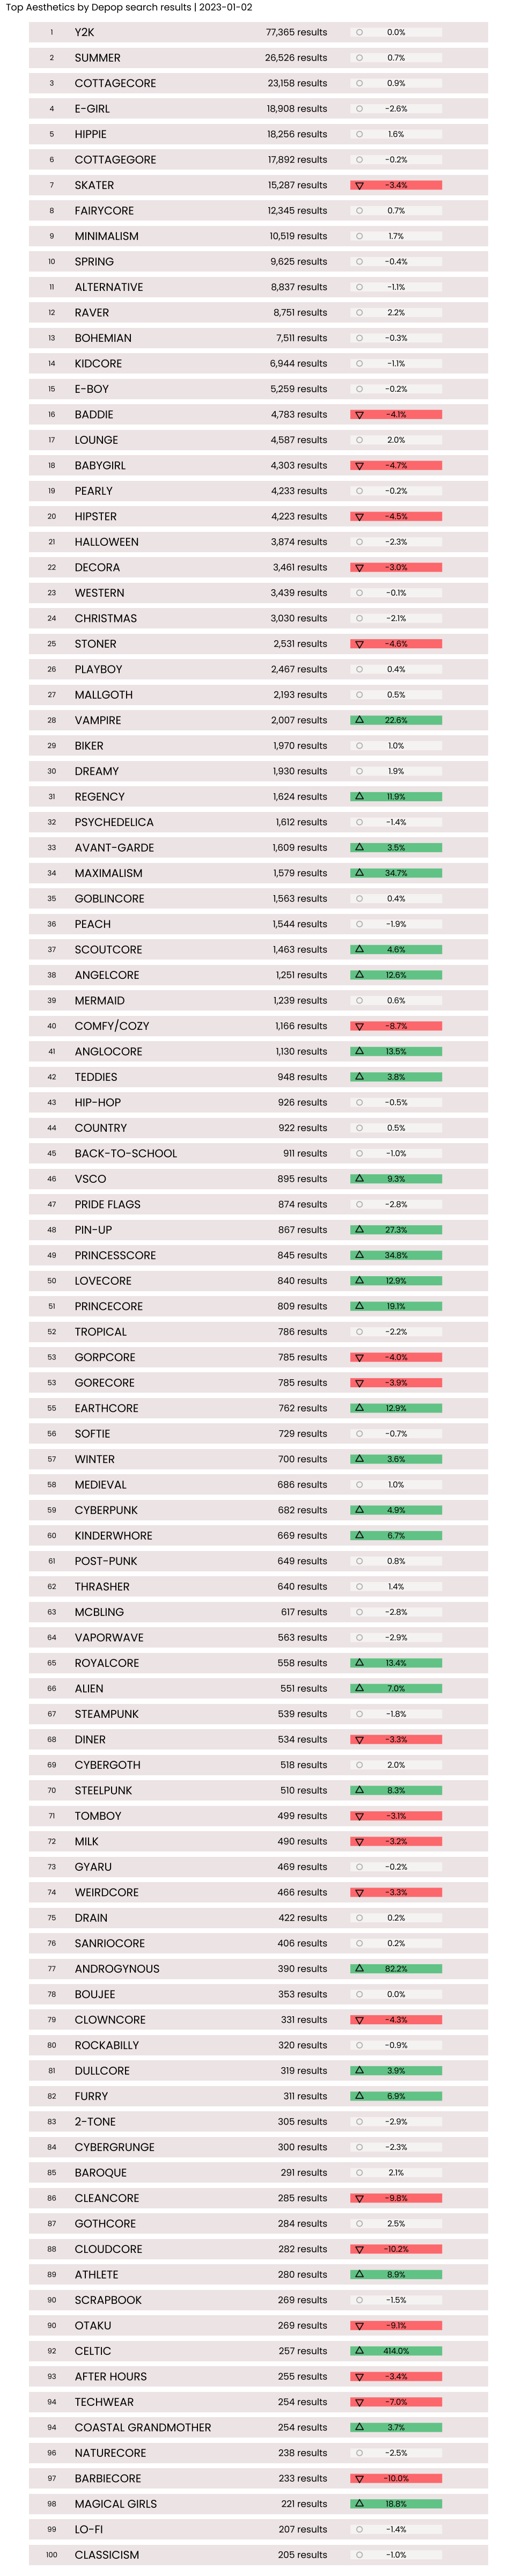 Top Aesthetics by Depop search results | 2023-01-02
1 Y2K 77,365 results 0.0%
2 SUMMER 26,526 results 0.7%
3 COTTAGECORE 23,158 results 0.9%
4 E-GIRL 18,908 results -2.6%
5 HIPPIE 18,256 results 1.6%
6 COTTAGEGORE 17,892 results -0.2%
7 SKATER 15,287 results -3.4%
8 FAIRYCORE 12,345 results 0.7%
9 MINIMALISM 10,519 results 1.7%
10 SPRING 9,625 results -0.4%
11 ALTERNATIVE 8,837 results -1.1%
12 RAVER 8,751 results 2.2%
13 BOHEMIAN 7,511 results -0.3%
14 KIDCORE 6,944 results -1.1%
15 E-BOY 5,259 results -0.2%
16 BADDIE 4,783 results -4.1%
17 LOUNGE 4,587 results 2.0%
18 BABYGIRL 4,303 results -4.7%
19 PEARLY 4,233 results -0.2%
20 HIPSTER 4,223 results -4.5%
21 HALLOWEEN 3,874 results -2.3%
22 DECORA 3,461 results -3.0%
23 WESTERN 3,439 results -0.1%
24 CHRISTMAS 3,030 results -2.1%
25 STONER 2,531 results -4.6%
26 PLAYBOY 2,467 results 0.4%
27 MALLGOTH 2,193 results 0.5%
28 VAMPIRE 2,007 results 22.6%
29 BIKER 1,970 results 1.0%
30 DREAMY 1,930 results 1.9%
31 REGENCY 1,624 results 11.9%
32 PSYCHEDELICA 1,612 results -1.4%
33 AVANT-GARDE 1,609 results 3.5%
34 MAXIMALISM 1,579 results 34.7%
35 GOBLINCORE 1,563 results 0.4%
36 PEACH 1,544 results -1.9%
37 SCOUTCORE 1,463 results 4.6%
38 ANGELCORE 1,251 results 12.6%
39 MERMAID 1,239 results 0.6%
40 COMFY/COZY 1,166 results -8.7%
41 ANGLOCORE 1,130 results 13.5%
42 TEDDIES 948 results 3.8%
43 HIP-HOP 926 results -0.5%
44 COUNTRY 922 results 0.5%
45 BACK-TO-SCHOOL 911 results -1.0%
46 VSCO 895 results 9.3%
47 PRIDE FLAGS 874 results -2.8%
48 PIN-UP 867 results 27.3%
49 PRINCESSCORE 845 results 34.8%
50 LOVECORE 840 results 12.9%
51 PRINCECORE 809 results 19.1%
52 TROPICAL 786 results -2.2%
53 GORPCORE 785 results -4.0%
53 GORECORE 785 results -3.9%
55 EARTHCORE 762 results 12.9%
56 SOFTIE 729 results -0.7%
57 WINTER 700 results 3.6%
58 MEDIEVAL 686 results 1.0%
59 CYBERPUNK 682 results 4.9%
60 KINDERWHORE 669 results 6.7%
61 POST-PUNK 649 results 0.8%
62 THRASHER 640 results 1.4%
63 MCBLING 617 results -2.8%
64 VAPORWAVE 563 results -2.9%
65 ROYALCORE 558 results 13.4%
66 ALIEN 551 results 7.0%
67 STEAMPUNK 539 results -1.8%
68 DINER 534 results -3.3%
69 CYBERGOTH 518 results 2.0%
70 STEELPUNK 510 results 8.3%
71 TOMBOY 499 results -3.1%
72 MILK 490 results -3.2%
73 GYARU 469 results -0.2%
74 WEIRDCORE 466 results -3.3%
75 DRAIN 422 results 0.2%
76 SANRIOCORE 406 results 0.2%
77 ANDROGYNOUS 390 results 82.2%
78 BOUJEE 353 results 0.0%
79 CLOWNCORE 331 results -4.3%
80 ROCKABILLY 320 results -0.9%
81 DULLCORE 319 results 3.9%
82 FURRY 311 results 6.9%
83 2-TONE 305 results -2.9%
84 CYBERGRUNGE 300 results -2.3%
85 BAROQUE 291 results 2.1%
86 CLEANCORE 285 results -9.8%
87 GOTHCORE 284 results 2.5%
88 CLOUDCORE 282 results -10.2%
89 ATHLETE 280 results 8.9%
90 SCRAPBOOK 269 results -1.5%
90 OTAKU 269 results -9.1%
92 CELTIC 257 results 414.0%
93 AFTER HOURS 255 results -3.4%
94 TECHWEAR 254 results -7.0%
94 COASTAL GRANDMOTHER 254 results 3.7%
96 NATURECORE 238 results -2.5%
97 BARBIECORE 233 results -10.0%
98 MAGICAL GIRLS 221 results 18.8%
99 LO-FI 207 results -1.4%
100 CLASSICISM 205 results -1.0%